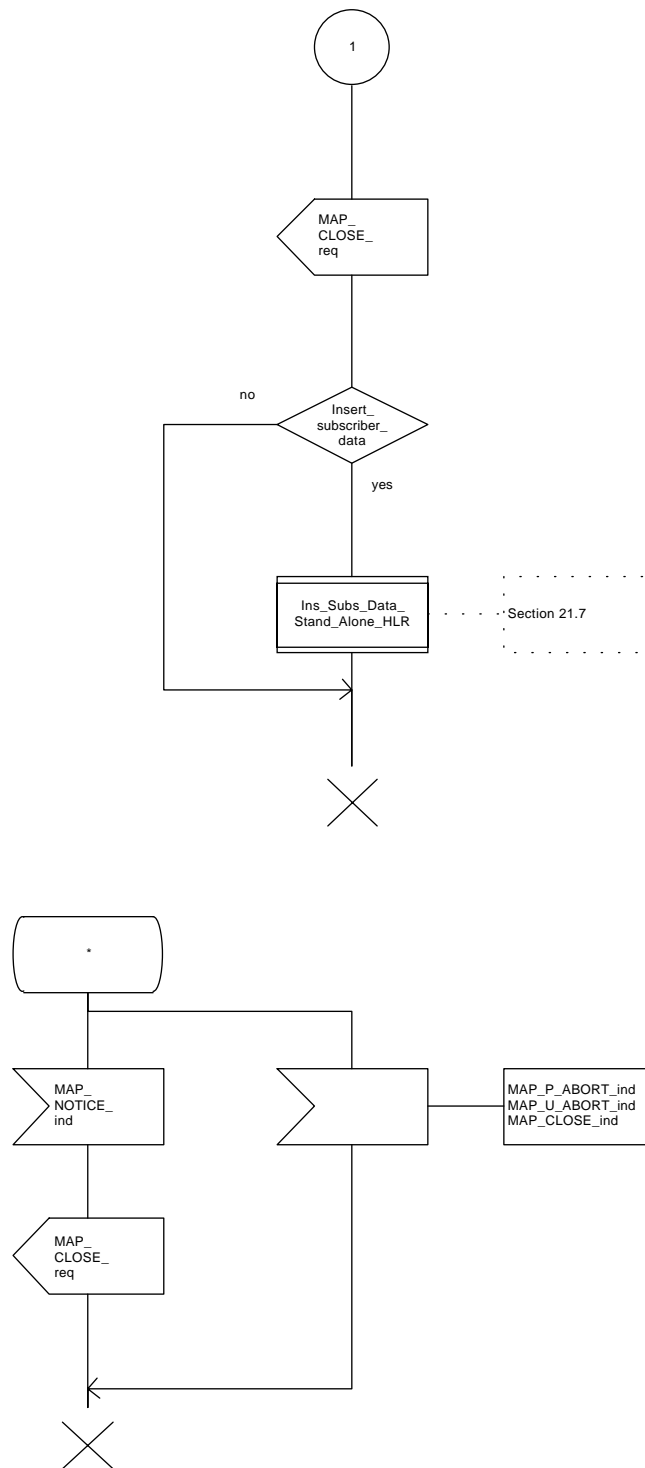 1
MAP_
CLOSE_
req
no
Insert_
subscriber_
data
yes
Ins_Subs_Data_
Stand_Alone_HLR
Section 21.7
*
MAP_
NOTICE_
ind
MAP_P_ABORT_ind
MAP_U_ABORT_ind
MAP_CLOSE_ind
MAP_
CLOSE_
req